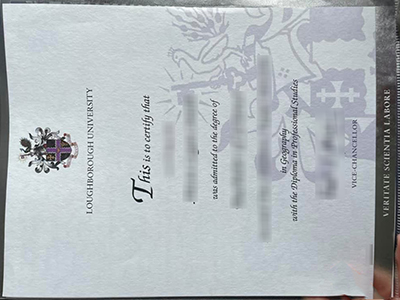 LOUGHBOROUGH UNIVERSITY
This is to certify that
was admitted to the degree of
in Geography
with the Diploma in Professional Studies
VICE-CHANCELLOR
VERITATE SCIENTIA LABORE